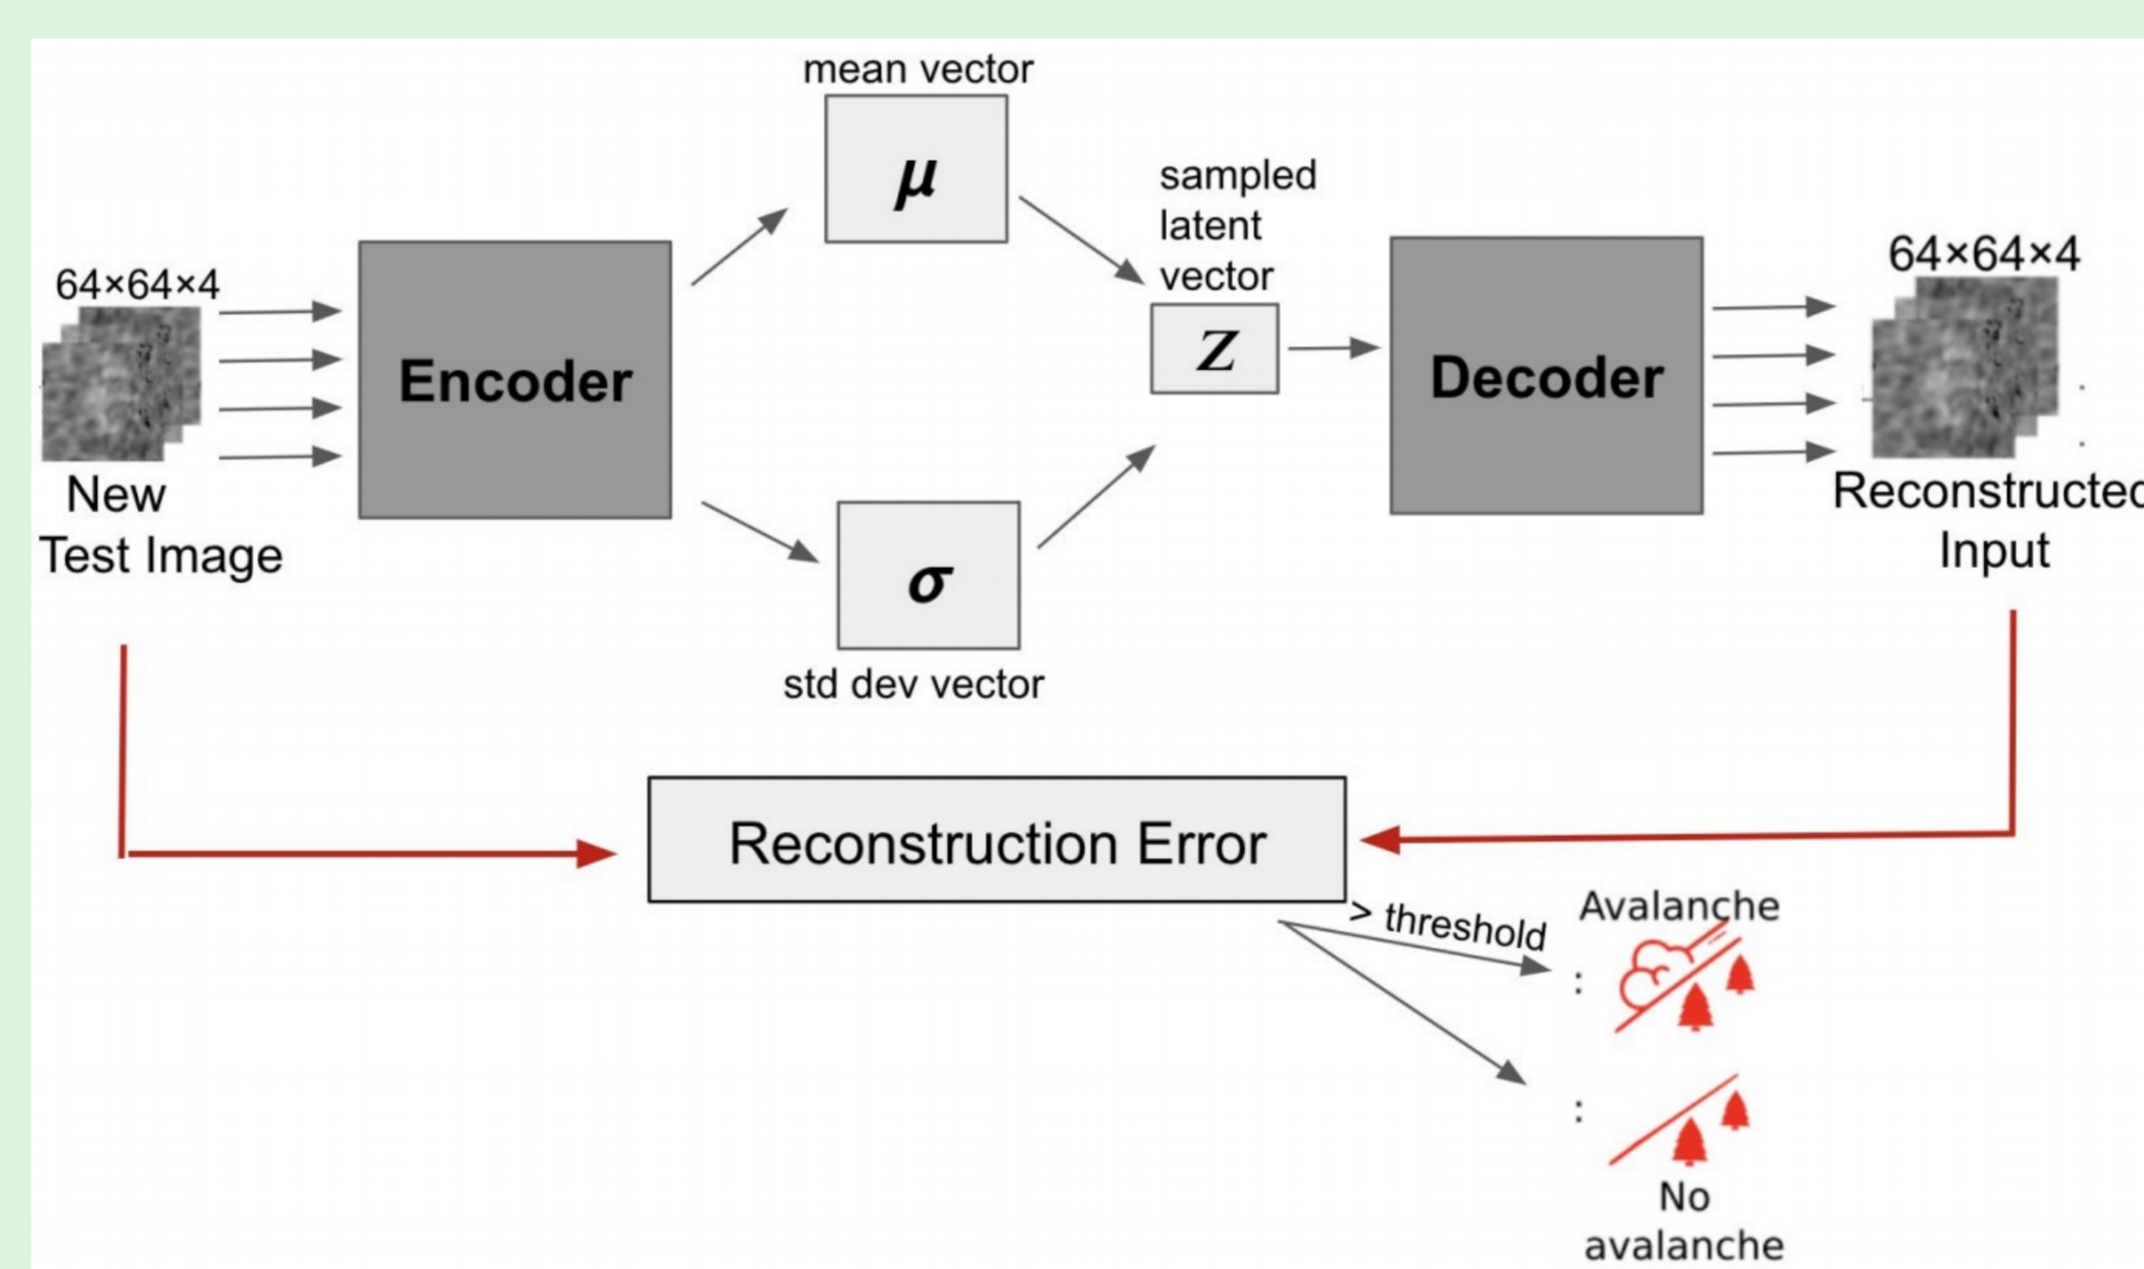 mean vector
μ
sampled
latent
vector
64×64×4
64×64×4
Encoder
Z
Decoder
New
Test Image
Reconstructed
Input
σ
std dev vector
Reconstruction Error
> threshold
Avalanche
:
:
No
avalanche